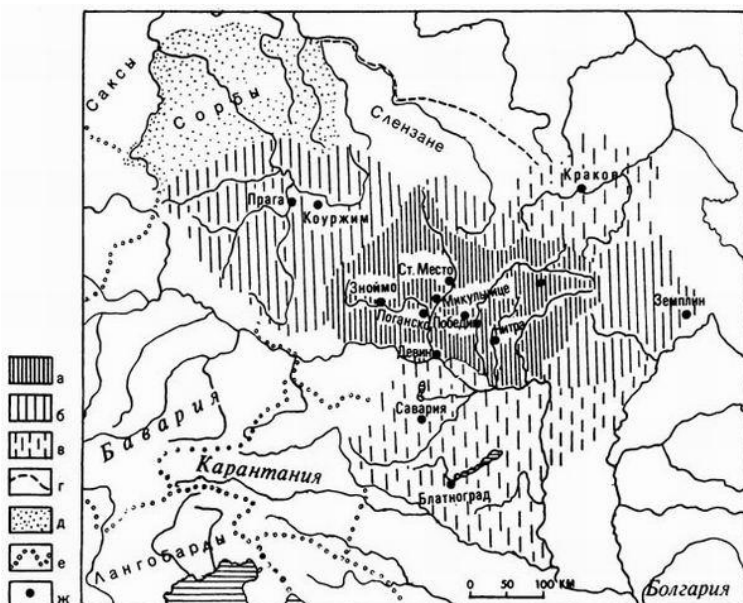 Саксы
Сорбы
Слензане
Краков
Прага
Коуржим
Ст. Место
Зноймо
Микульчице
Поганско
Победим
Нитра
Земплин
Девин
Савария
Бавария
Карантания
Блатноград
Лангобарды
0 50 100 км
Болгария
а
б
в
г
д
е
ж